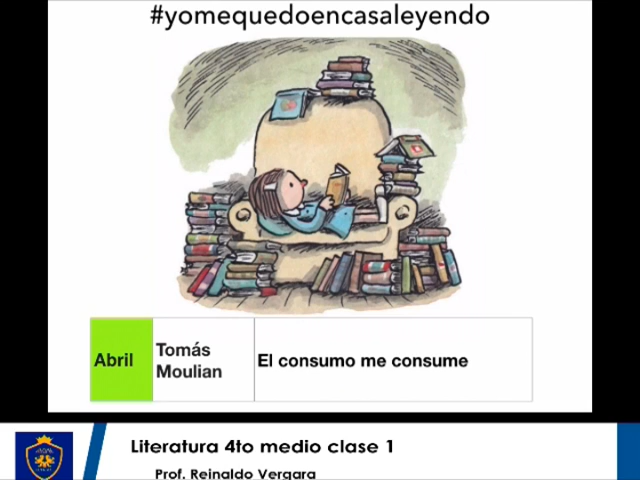 #yomequedoencasaleyendo
Abril
Tomás
Moulian
El consumo me consume
Literatura 4to medio clase 1
Prof. Reinaldo Vergara